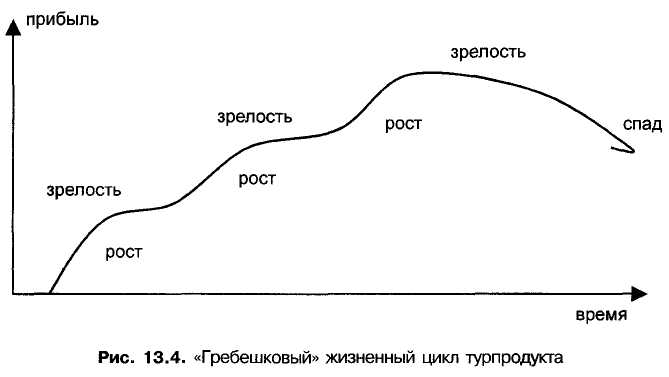 прибыль
зрелость
зрелость
спад
рост
рост
зрелость
рост
время
Рис. 13.4. «Гребешковый» жизненный цикл турпродукта